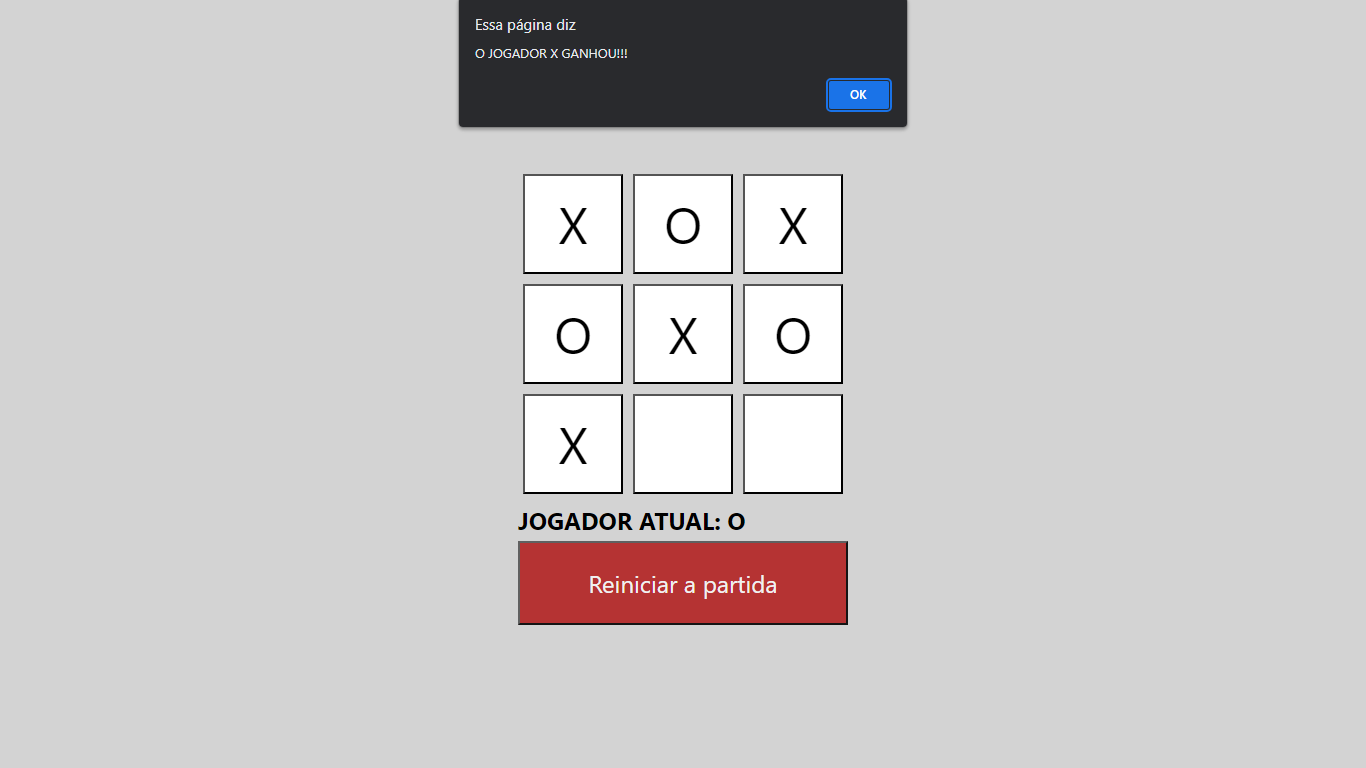 Essa página diz
O JOGADOR X GANHOU!!!
OK
X O X
O X O
X
JOGADOR ATUAL: O
Reiniciar a partida